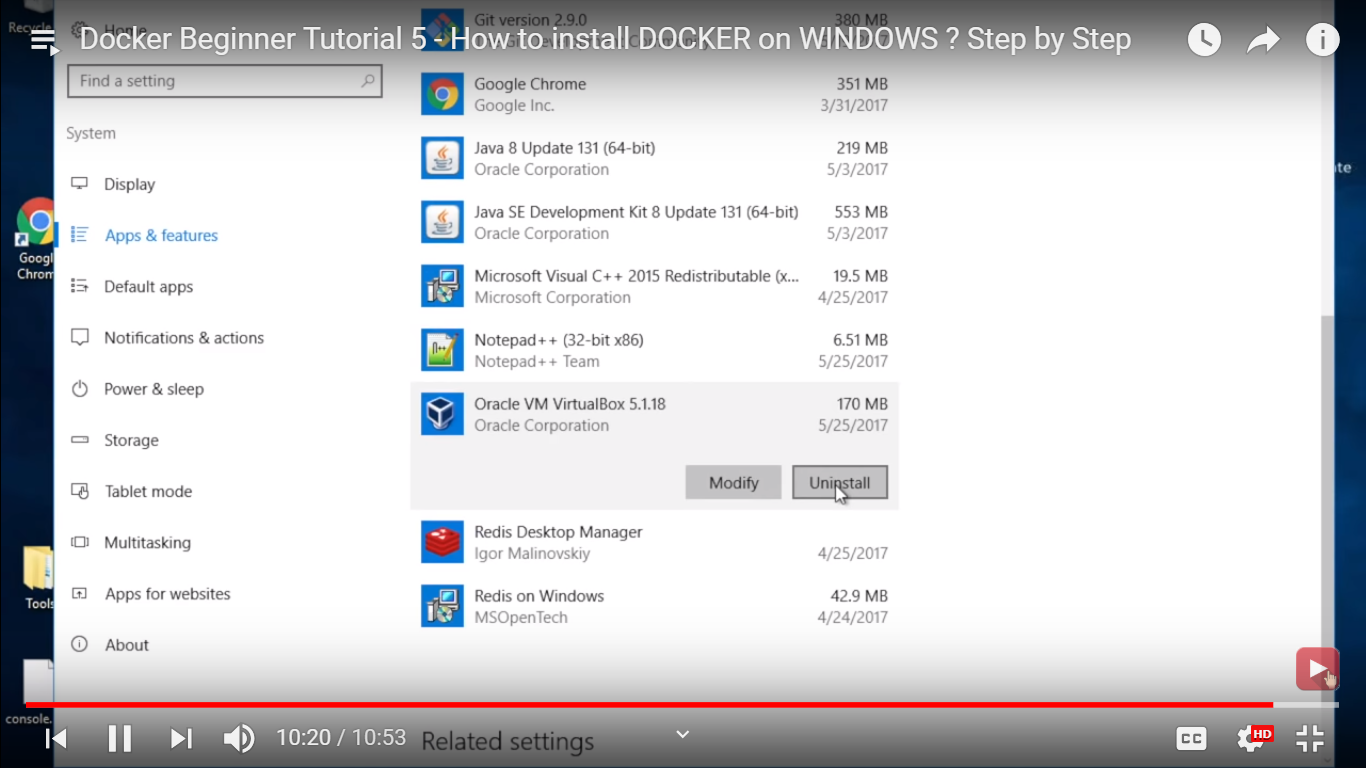 Docker Beginner Tutorial 5 - How to install DOCKER on WINDOWS ? Step by Step
Recycle
Home
Git version 2.9.0
380 MB
Find a setting
System
Display
Apps & features
Default apps
Notifications & actions
Power & sleep
Storage
Tablet mode
Multitasking
Apps for websites
About
Google Chrome
351 MB
Google Inc.
3/31/2017
Java 8 Update 131 (64-bit)
219 MB
Oracle Corporation
5/3/2017
Java SE Development Kit 8 Update 131 (64-bit)
553 MB
Oracle Corporation
5/3/2017
Microsoft Visual C++ 2015 Redistributable (x...
19.5 MB
Microsoft Corporation
4/25/2017
Notepad++ (32-bit x86)
6.51 MB
Notepad++ Team
5/25/2017
Oracle VM VirtualBox 5.1.18
170 MB
Oracle Corporation
5/25/2017
Modify
Uninstall
Redis Desktop Manager
Igor Malinovskiy
4/25/2017
Redis on Windows
42.9 MB
MSOpenTech
4/24/2017
Related settings
Googl
Chrom
Tools
console.
te
10:20 / 10:53
CC
HD